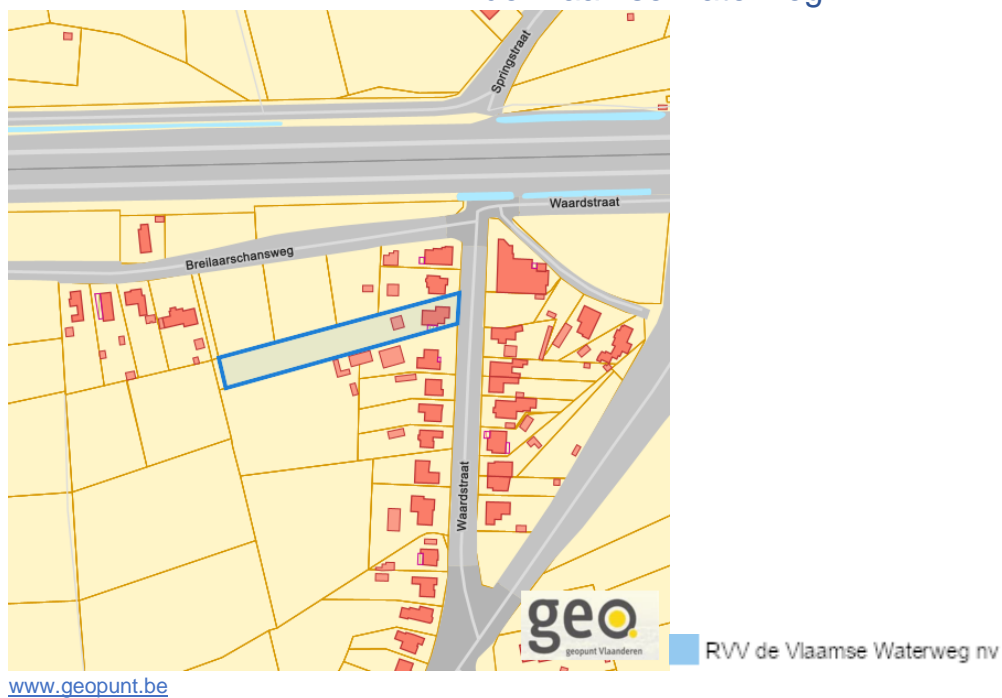 Springstraat
Waardstraat
Breilaarschansweg
Waardstraat
geo
geopunt Vlaanderen
RVV de Vlaamse Waterweg nv
www.geopunt.be